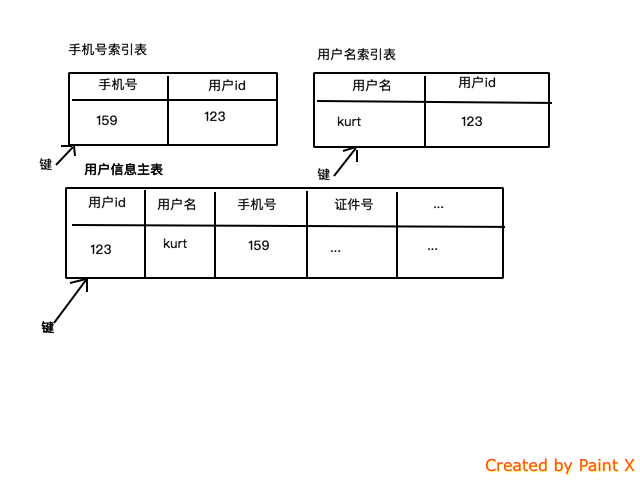 手机号索引表
用户名索引表
手机号 用户id
用户名 用户id
159 123
kurt 123
键
键
用户信息主表
用户id 用户名 手机号 证件号 ...
123 kurt 159 ... ...
键
Created by Paint X